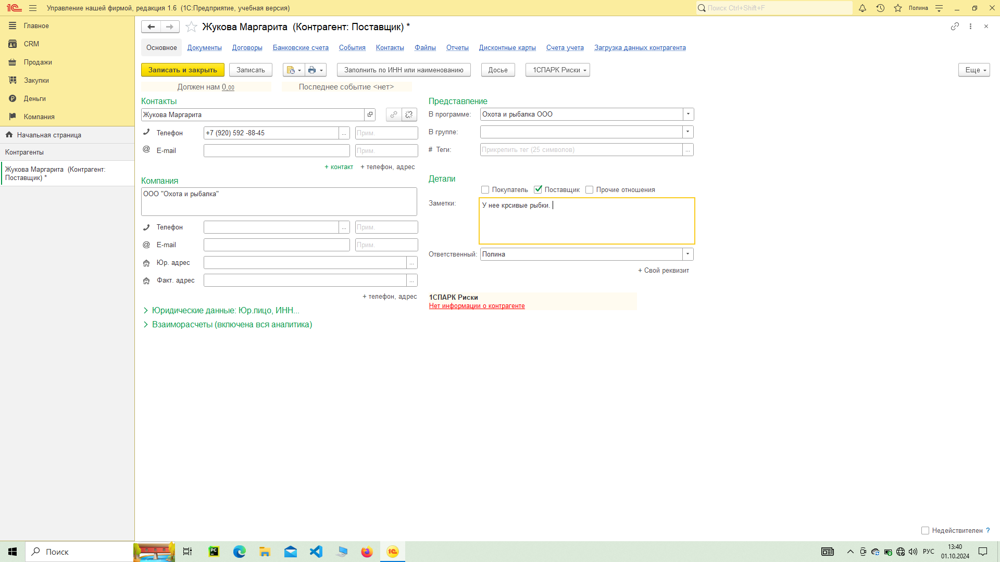 Управление нашей фирмой, редакция 1.6 (1С:Предприятие, учебная версия)
Поиск Ctrl+Shift+F
Полина
Главное
CRM
Продажи
Закупки
Деньги
Компания
Начальная страница
Контрагенты
Жукова Маргарита (Контрагент:
Поставщик) *
Жукова Маргарита (Контрагент: Поставщик) *
Основное Документы Договоры Банковские счета События Контакты Файлы Отчеты Дисконтные карты Счета учета Загрузка данных контрагента
Записать и закрыть Записать Заполнить по ИНН или наименованию Досье 1СПАРК Риски Еще
Должен нам 0,00 Последнее событие <нет>
Контакты
Жукова Маргарита
Телефон +7 (920) 592 -88-45 ... Прим.
@ E-mail Прим.
+ контакт + телефон, адрес
Компания
ООО "Охота и рыбалка"
Телефон ... Прим.
@ E-mail Прим.
Юр. адрес ...
Факт. адрес ...
+ телефон, адрес
Юридические данные: Юр.лицо, ИНН...
Взаиморасчеты (включена вся аналитика)
Представление
В программе: Охота и рыбалка ООО
В группе:
# Теги: Прикрепить тег (25 символов) ...
Детали
Покупатель Поставщик Прочие отношения
Заметки: У нее крсивые рыбки.
Ответственный: Полина
+ Свой реквизит
1СПАРК Риски
Нет информации о контрагенте
Недействителен ?
Поиск
PC
РУС
13:40
01.10.2024